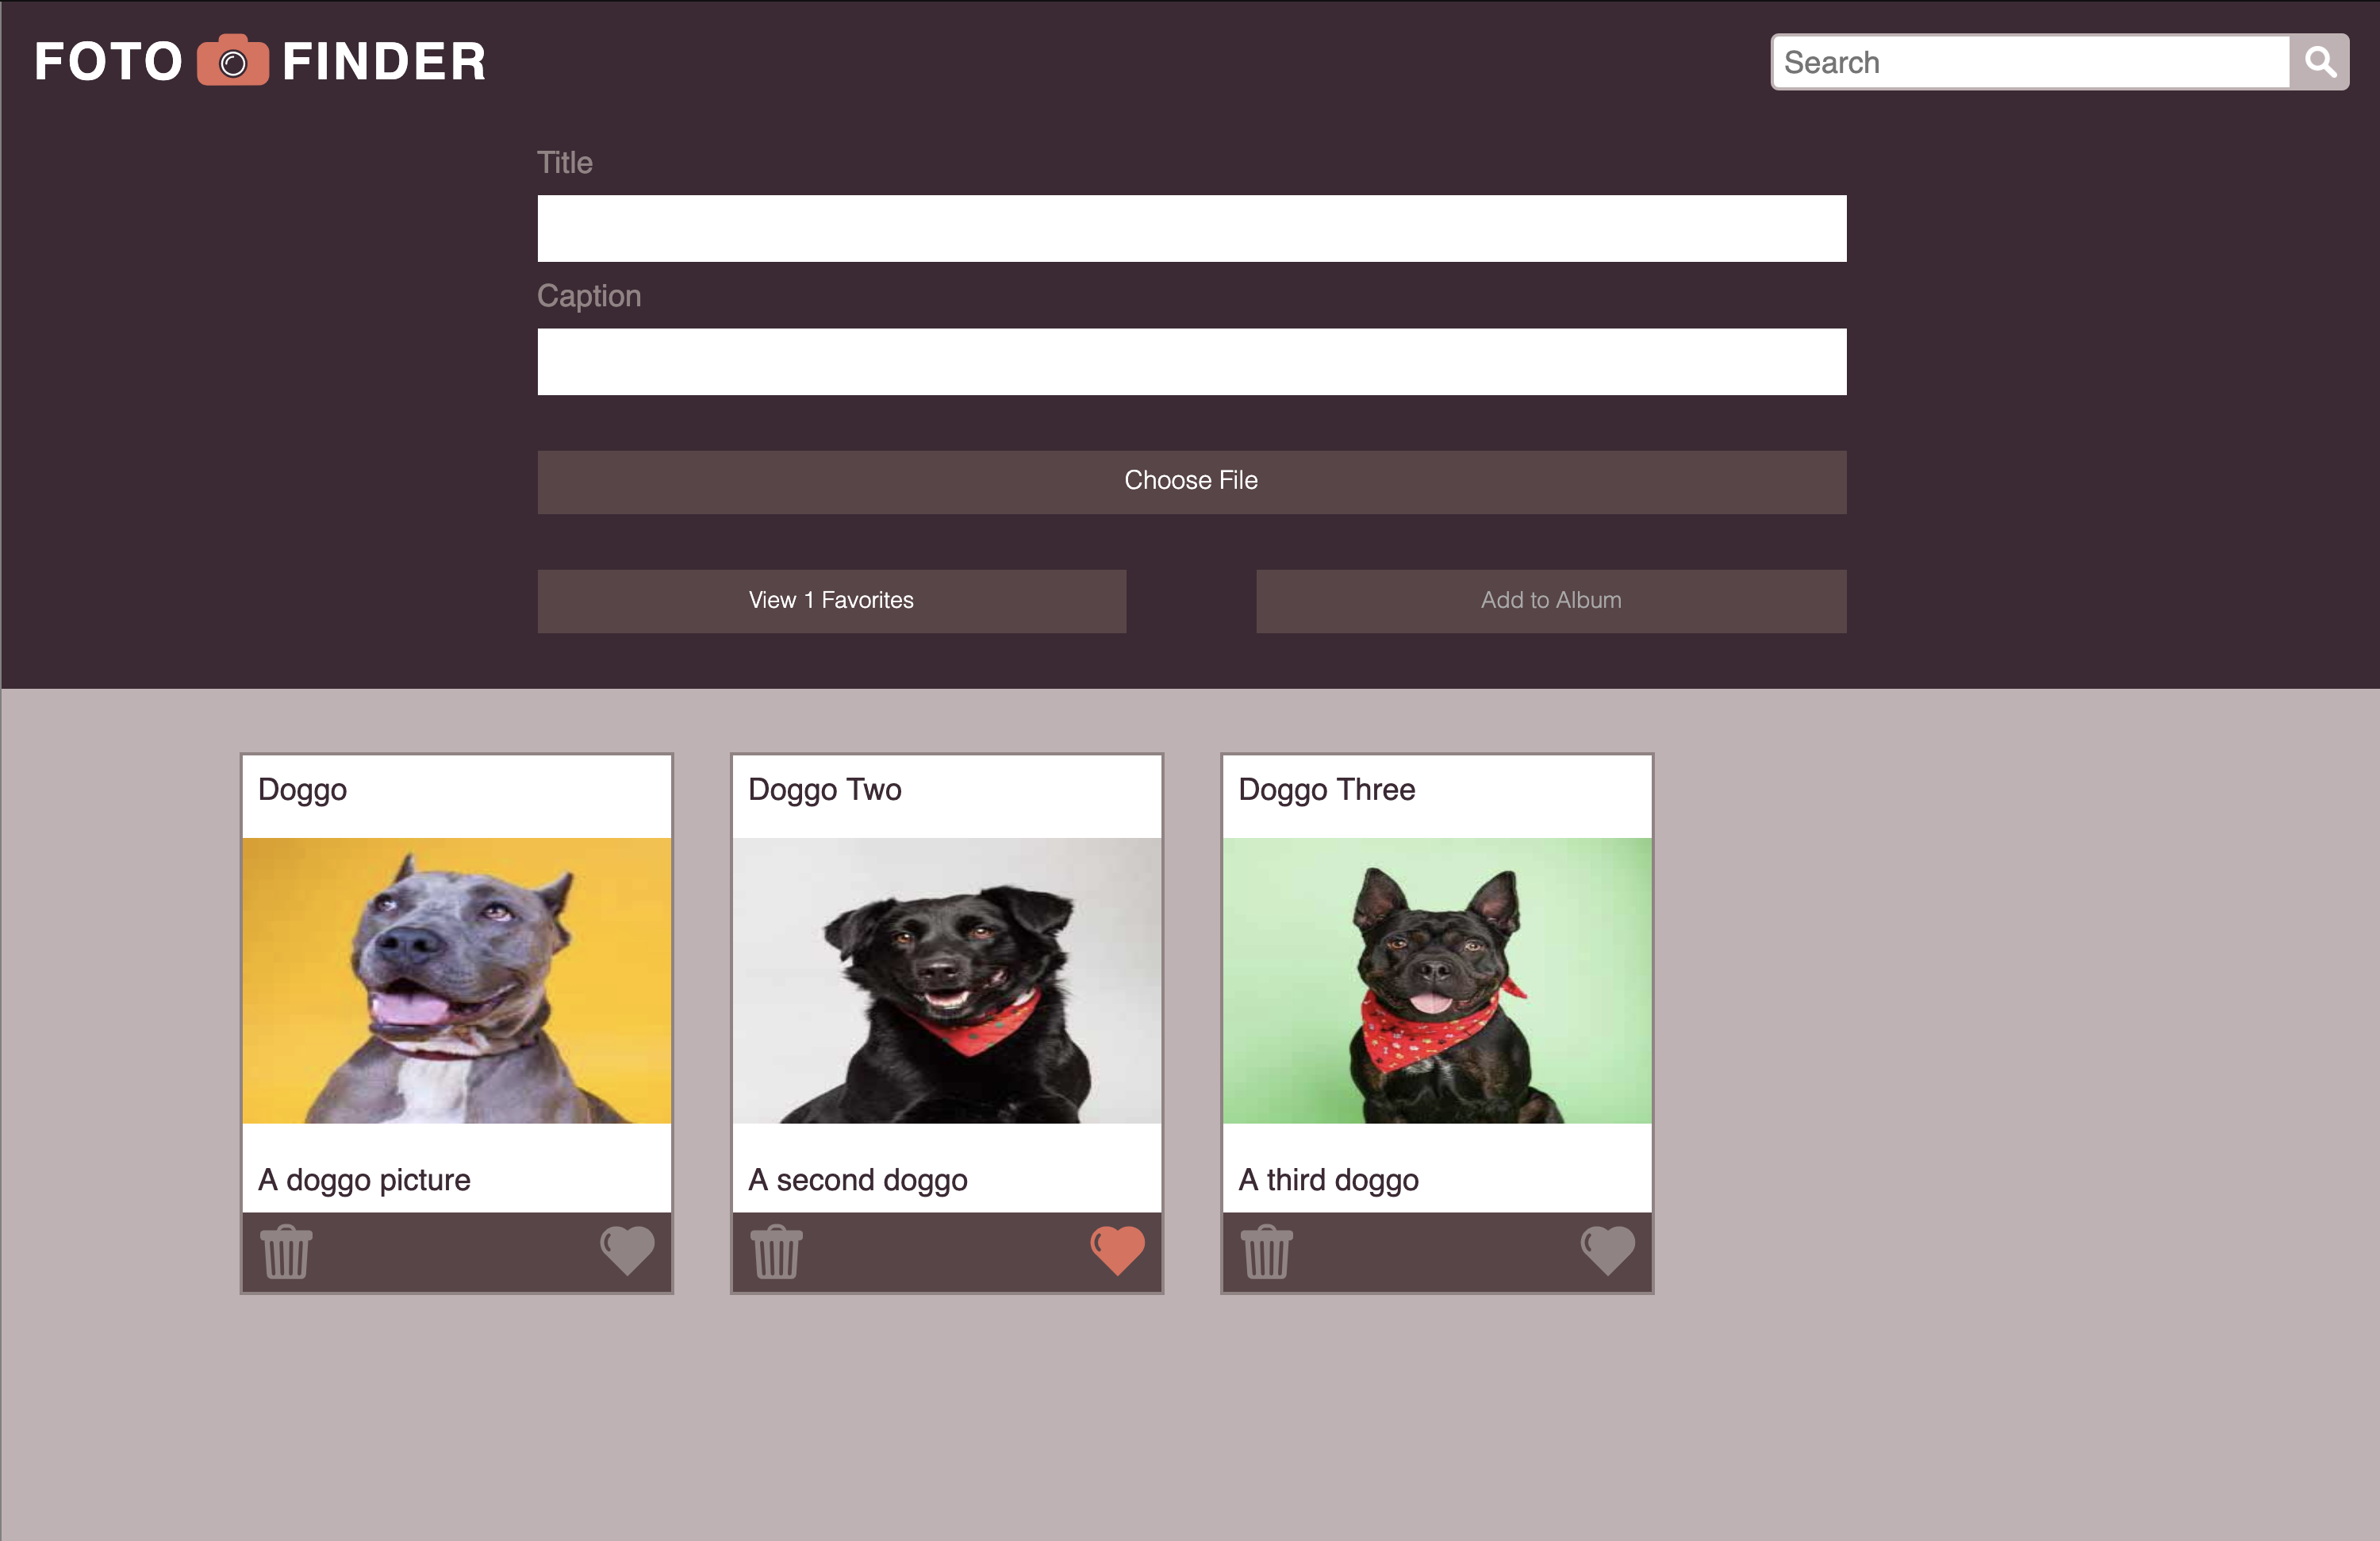 FOTO FINDER
Search
Title
Caption
Choose File
View 1 Favorites
Add to Album
Doggo
Doggo Two
Doggo Three
A doggo picture
A second doggo
A third doggo